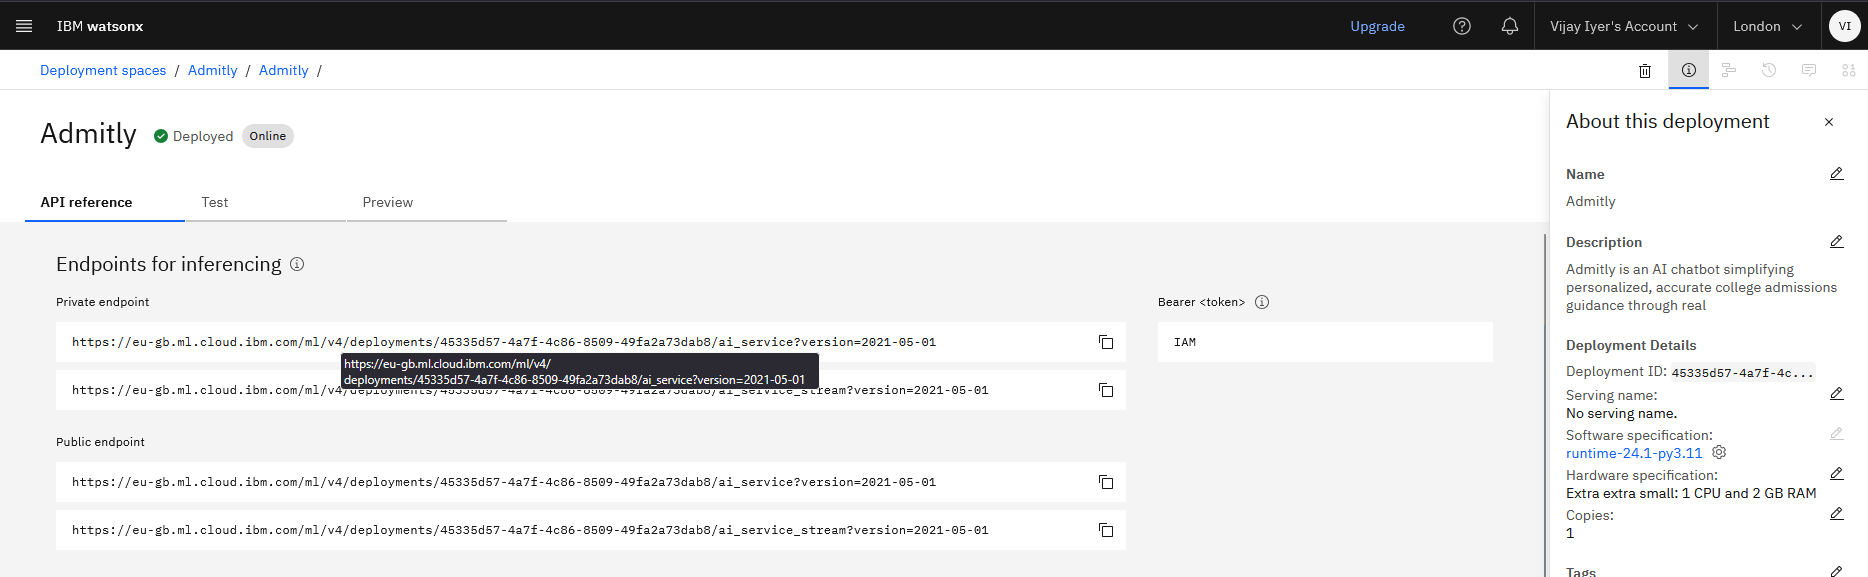 IBM watsonx
Upgrade
Vijay Iyer's Account
London
VI
Deployment spaces / Admitly / Admitly /
Admitly
Deployed
Online
API reference
Test
Preview
Endpoints for inferencing
Private endpoint
https://eu-gb.ml.cloud.ibm.com/ml/v4/deployments/45335d57-4a7f-4c86-8509-49fa2a73dab8/ai_service?version=2021-05-01
https://eu-gb.ml.cloud.ibm.com/ml/v4/
deployments/45335d57-4a7f-4c86-8509-49fa2a73dab8/ai_service?version=2021-05-01
https://eu-gb.ml.cloud.ibm.com/ml/v4/deployments/45335d57-4a7f-4c86-8509-49fa2a73dab8/ai_service_stream?version=2021-05-01
Public endpoint
https://eu-gb.ml.cloud.ibm.com/ml/v4/deployments/45335d57-4a7f-4c86-8509-49fa2a73dab8/ai_service?version=2021-05-01
https://eu-gb.ml.cloud.ibm.com/ml/v4/deployments/45335d57-4a7f-4c86-8509-49fa2a73dab8/ai_service_stream?version=2021-05-01
Bearer <token>
IAM
About this deployment
Name
Admitly
Description
Admitly is an AI chatbot simplifying
personalized, accurate college admissions
guidance through real
Deployment Details
Deployment ID: 45335d57-4a7f-4c...
Serving name:
No serving name.
Software specification:
runtime-24.1-py3.11
Hardware specification:
Extra extra small: 1 CPU and 2 GB RAM
Copies:
1
Tags